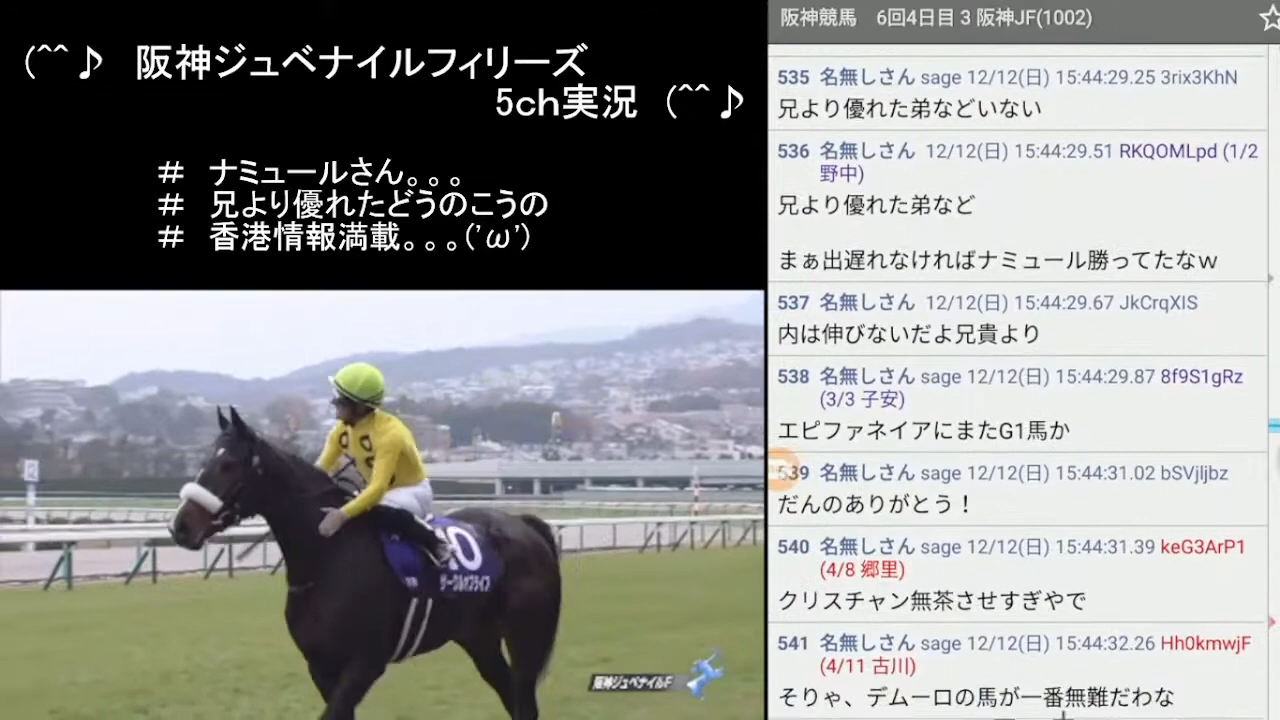 (^^♪ 阪神ジュベナイルフィリーズ
5ch実況 (^^♪
# ナミュールさん。。。
# 兄より優れたどうのこうの
# 香港情報満載。。。('ω')
阪神競馬 6回4日目 3 阪神JF(1002)
535 名無しさん sage 12/12(日) 15:44:29.25 3rix3KhN
兄より優れた弟などいない
536 名無しさん 12/12(日) 15:44:29.51 RKQOMLpd (1/2
野中)
兄より優れた弟など
まぁ出遅れなければナミュール勝ってたなw
537 名無しさん 12/12(日) 15:44:29.67 JkCrqXIS
内は伸びないだよ兄貴より
538 名無しさん sage 12/12(日) 15:44:29.87 8f9S1gRz
(3/3 子安)
エピファネイアにまたG1馬か
539 名無しさん sage 12/12(日) 15:44:31.02 bSVjljbz
だんのありがとう!
540 名無しさん sage 12/12(日) 15:44:31.39 keG3ArP1
(4/8 郷里)
クリスチャン無茶させすぎやで
541 名無しさん sage 12/12(日) 15:44:32.26 Hh0kmwjF
(4/11 古川)
そりゃ、デムーロの馬が一番無難だわな
サークルオブライフ
阪神ジュベナイルF